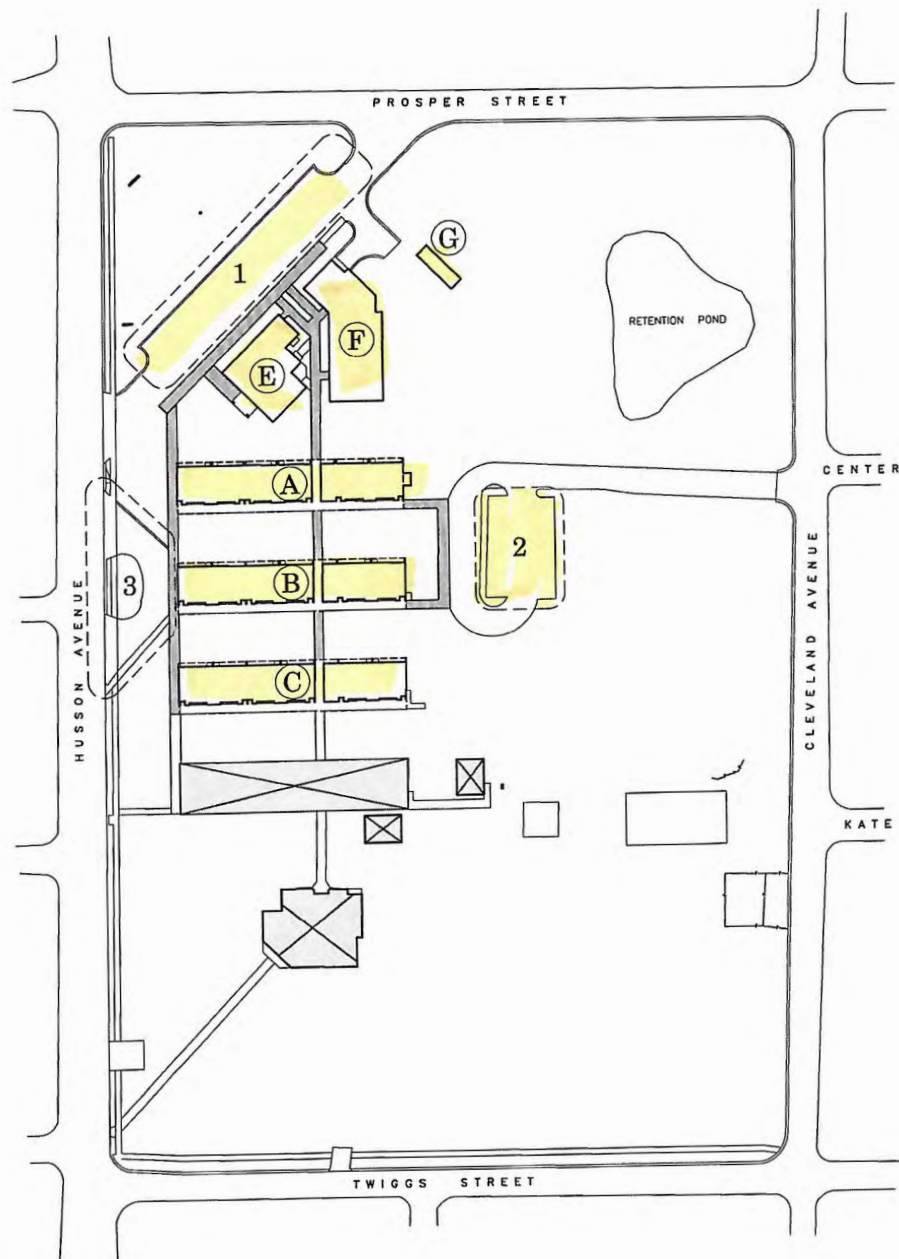 PROSPER STREET
G
1
RETENTION POND
F
E
CENTER
A
2
B
3
HUSSON AVENUE
CLEVELAND AVENUE
C
KATE
TWIGGS STREET